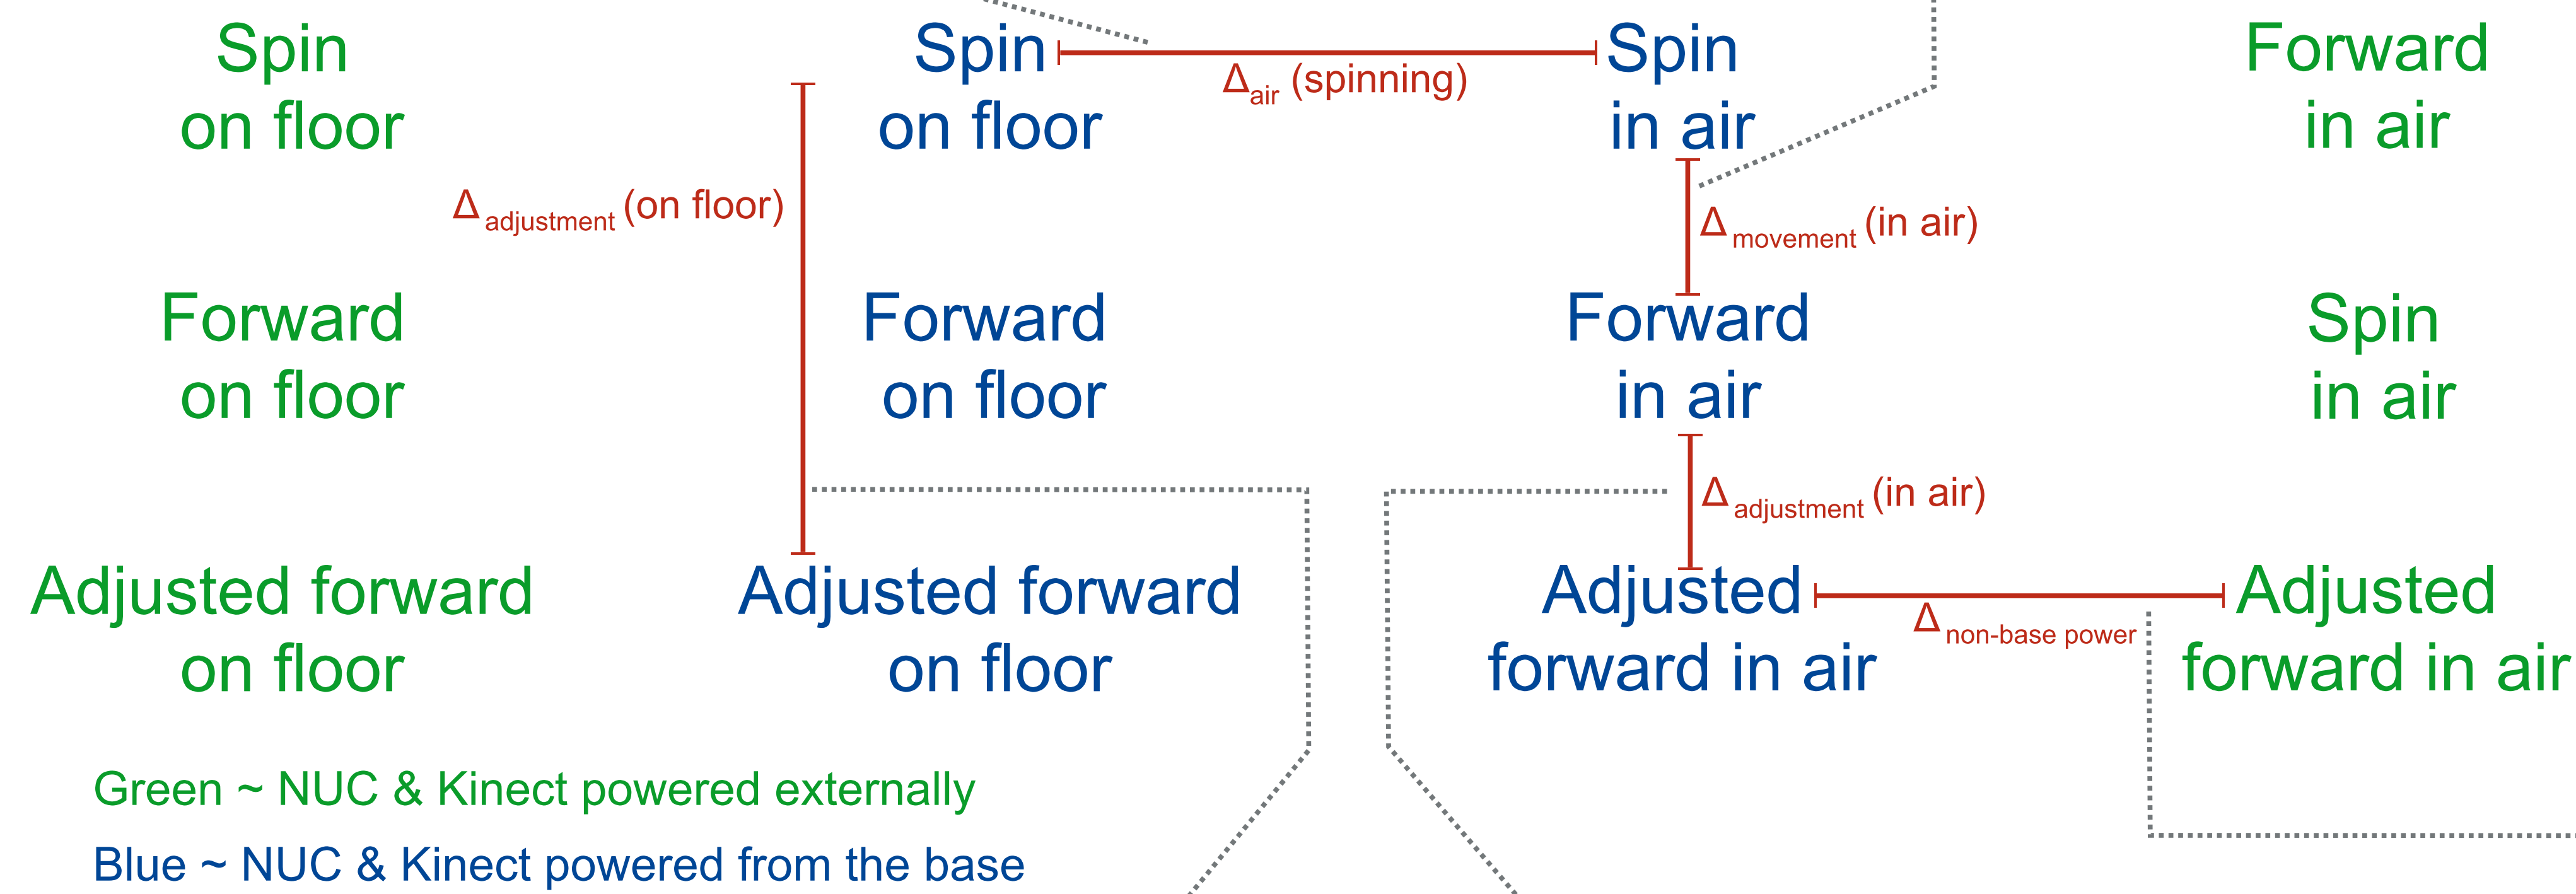 Spin
on floor
Spin
on floor
Δair (spinning)
Spin
in air
Forward
in air
Δadjustment (on floor)
Δmovement (in air)
Forward
on floor
Forward
on floor
Forward
in air
Spin
in air
Δadjustment (in air)
Adjusted forward
on floor
Adjusted forward
on floor
Adjusted
forward in air
Δnon-base power
Adjusted
forward in air
Green ~ NUC & Kinect powered externally
Blue ~ NUC & Kinect powered from the base